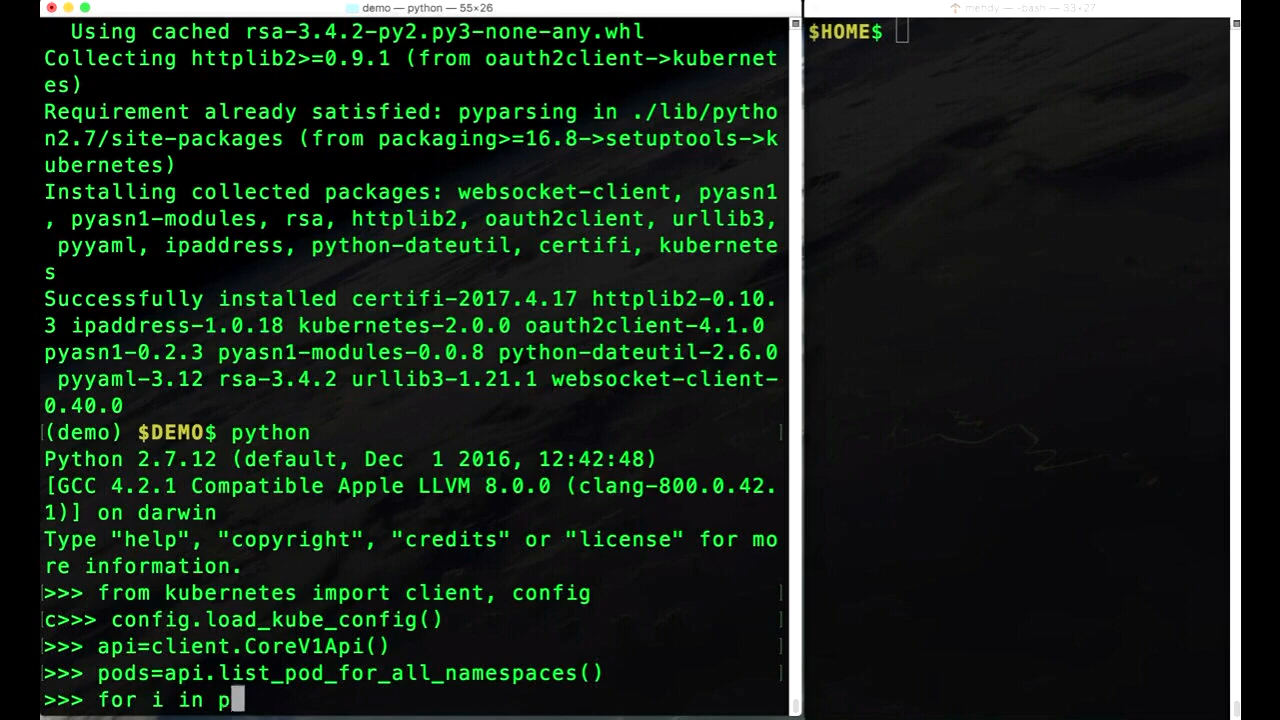 demo — python — 55×26
Using cached rsa-3.4.2-py2.py3-none-any.whl
Collecting httplib2>=0.9.1 (from oauth2client->kubernet
es)
Requirement already satisfied: pyparsing in ./lib/pytho
n2.7/site-packages (from packaging>=16.8->setuptools->k
ubernetes)
Installing collected packages: websocket-client, pyasn1
, pyasn1-modules, rsa, httplib2, oauth2client, urllib3,
pyyaml, ipaddress, python-dateutil, certifi, kubernete
s
Successfully installed certifi-2017.4.17 httplib2-0.10.
3 ipaddress-1.0.18 kubernetes-2.0.0 oauth2client-4.1.0
pyasn1-0.2.3 pyasn1-modules-0.0.8 python-dateutil-2.6.0
pyyaml-3.12 rsa-3.4.2 urllib3-1.21.1 websocket-client-
0.40.0
(demo) $DEMO$ python
Python 2.7.12 (default, Dec  1 2016, 12:42:48)
[GCC 4.2.1 Compatible Apple LLVM 8.0.0 (clang-800.0.42.
1)] on darwin
Type "help", "copyright", "credits" or "license" for mo
re information.
>>> from kubernetes import client, config
c>>> config.load_kube_config()
>>> api=client.CoreV1Api()
>>> pods=api.list_pod_for_all_namespaces()
>>> for i in p
mendy — -bash — 33×27
$HOME$